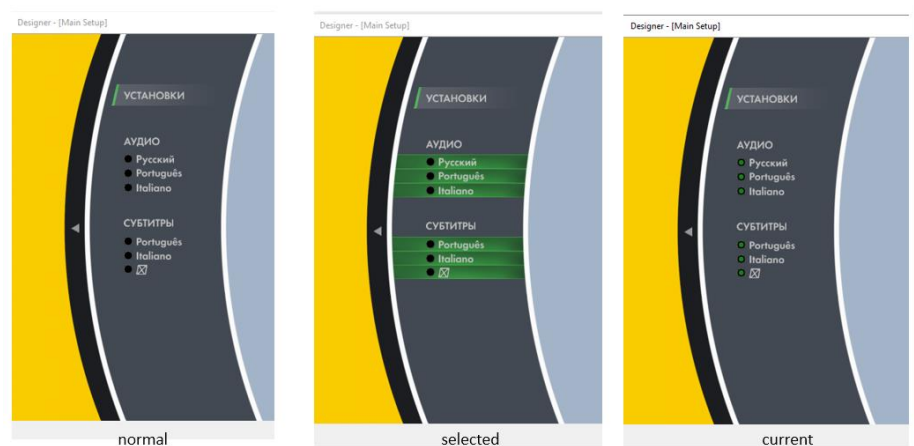 Designer - [Main Setup]
УСТАНОВКИ
АУДИО
Русский
Português
Italiano
СУБТИТРЫ
Português
Italiano
normal
Designer - [Main Setup]
УСТАНОВКИ
АУДИО
Русский
Português
Italiano
СУБТИТРЫ
Português
Italiano
selected
Designer - [Main Setup]
УСТАНОВКИ
АУДИО
Русский
Português
Italiano
СУБТИТРЫ
Português
Italiano
current